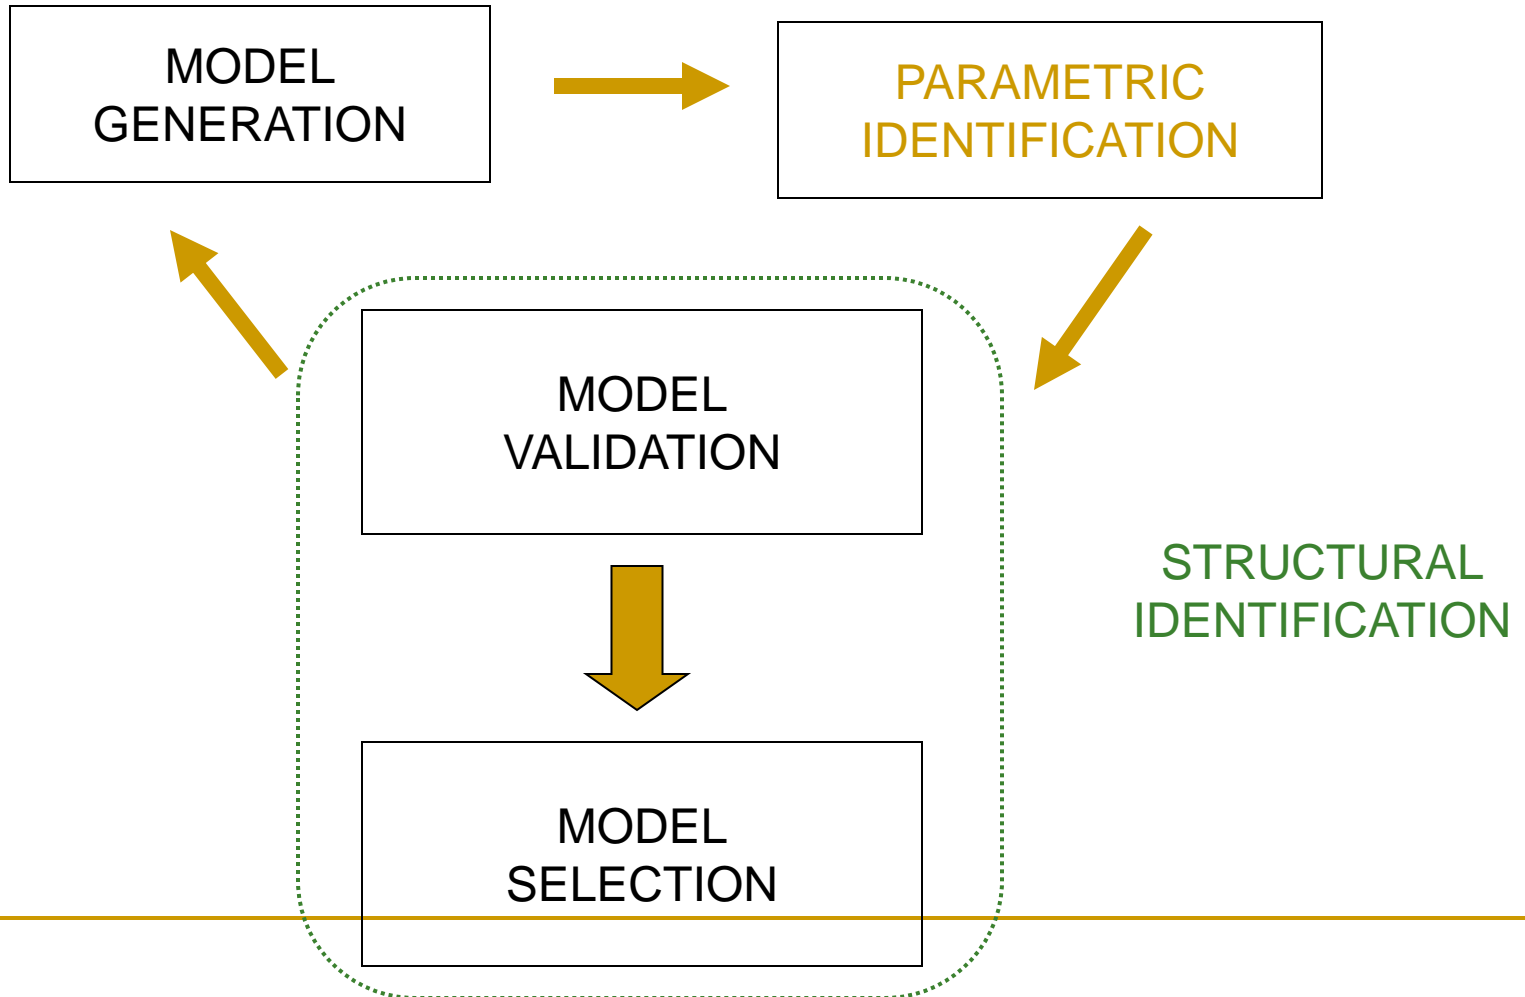 MODEL
GENERATION
PARAMETRIC
IDENTIFICATION
MODEL
VALIDATION
STRUCTURAL
IDENTIFICATION
MODEL
SELECTION